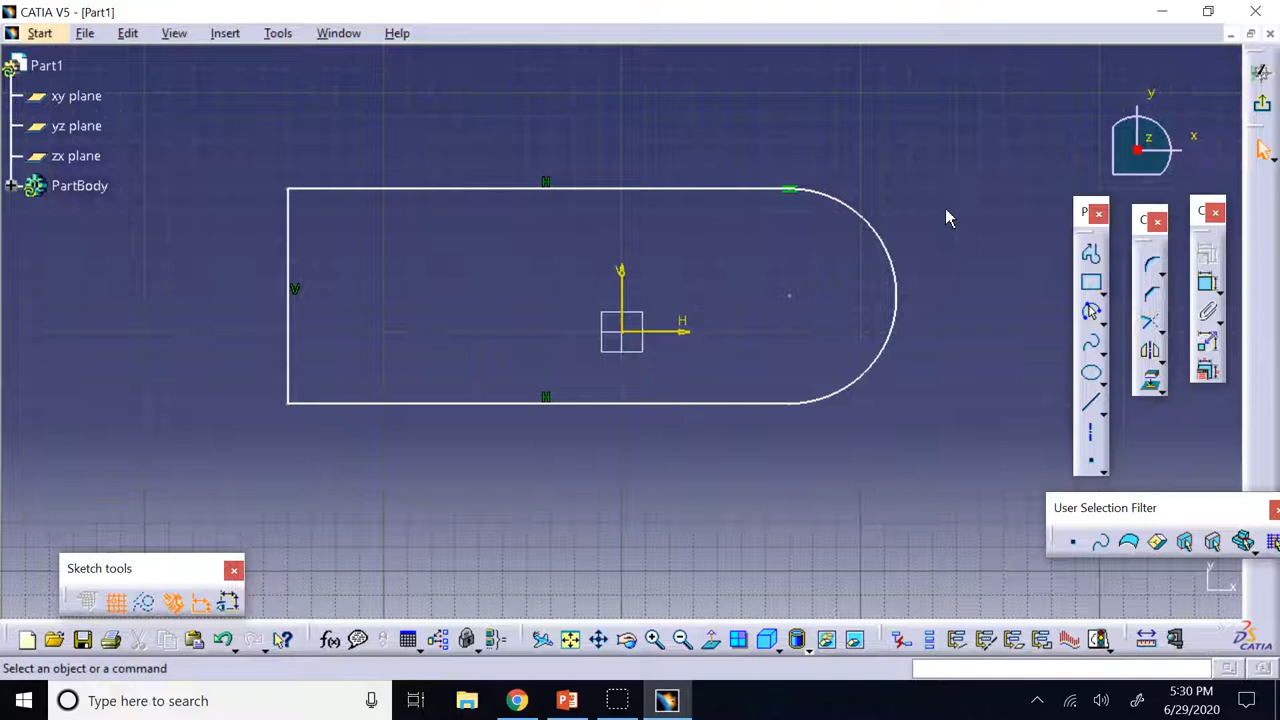 CATIA V5 - [Part1]
Start File Edit View Insert Tools Window Help
Part1
xy plane
yz plane
zx plane
PartBody
y
x
z
H
V
H
V
H
P
C
C
User Selection Filter
Sketch tools
y
x
f(x)
CATIA
Select an object or a command
Type here to search
5:30 PM
6/29/2020